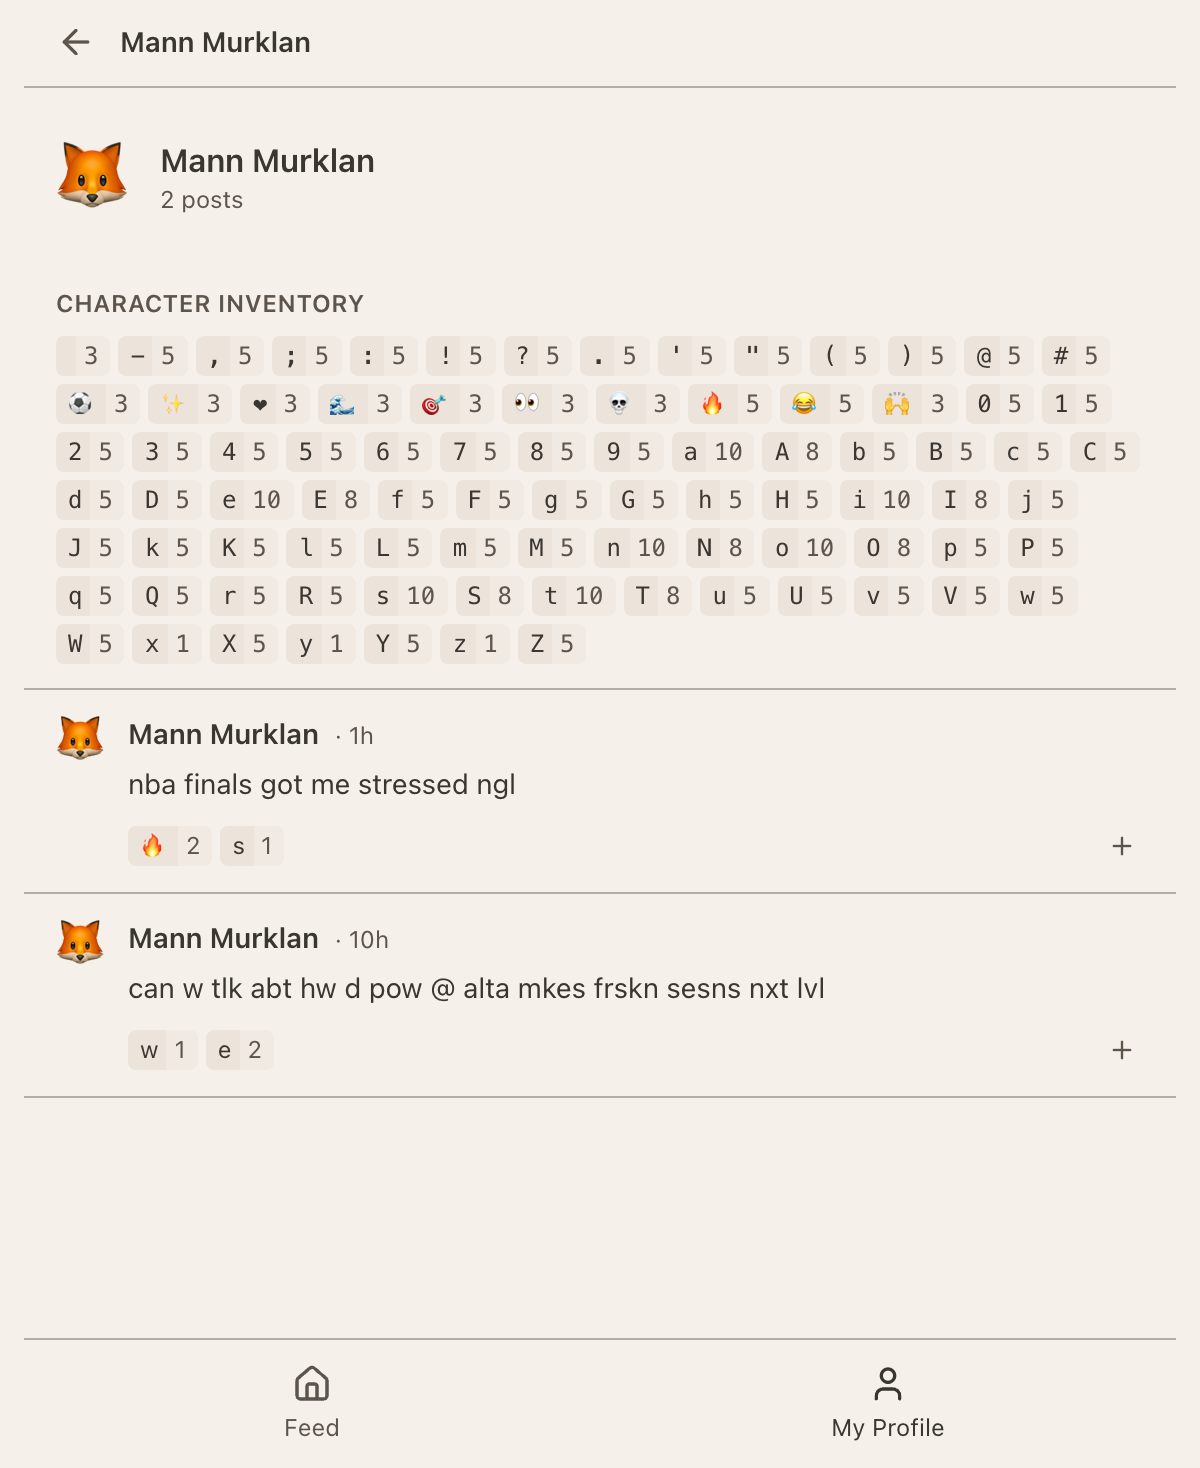 Mann Murklan
Mann Murklan
2 posts
CHARACTER INVENTORY
3 – 5 , 5 ; 5 : 5 ! 5 ? 5 . 5 ' 5 " 5 ( 5 ) 5 @ 5 # 5
⚽ 3 ✨ 3 ❤ 3 🌊 3 🎯 3 👀 3 💀 3 🔥 5 😂 5 🙌 3 0 5 1 5
2 5 3 5 4 5 5 5 6 5 7 5 8 5 9 5 a 10 A 8 b 5 B 5 c 5 C 5
d 5 D 5 e 10 E 8 f 5 F 5 g 5 G 5 h 5 H 5 i 10 I 8 j 5
J 5 k 5 K 5 l 5 L 5 m 5 M 5 n 10 N 8 o 10 O 8 p 5 P 5
q 5 Q 5 r 5 R 5 s 10 S 8 t 10 T 8 u 5 U 5 v 5 V 5 w 5
W 5 x 1 X 5 y 1 Y 5 z 1 Z 5
Mann Murklan · 1h
nba finals got me stressed ngl
🔥 2 s 1 +
Mann Murklan · 10h
can w tlk abt hw d pow @ alta mkes frskn sesns nxt lvl
w 1 e 2 +
Feed
My Profile